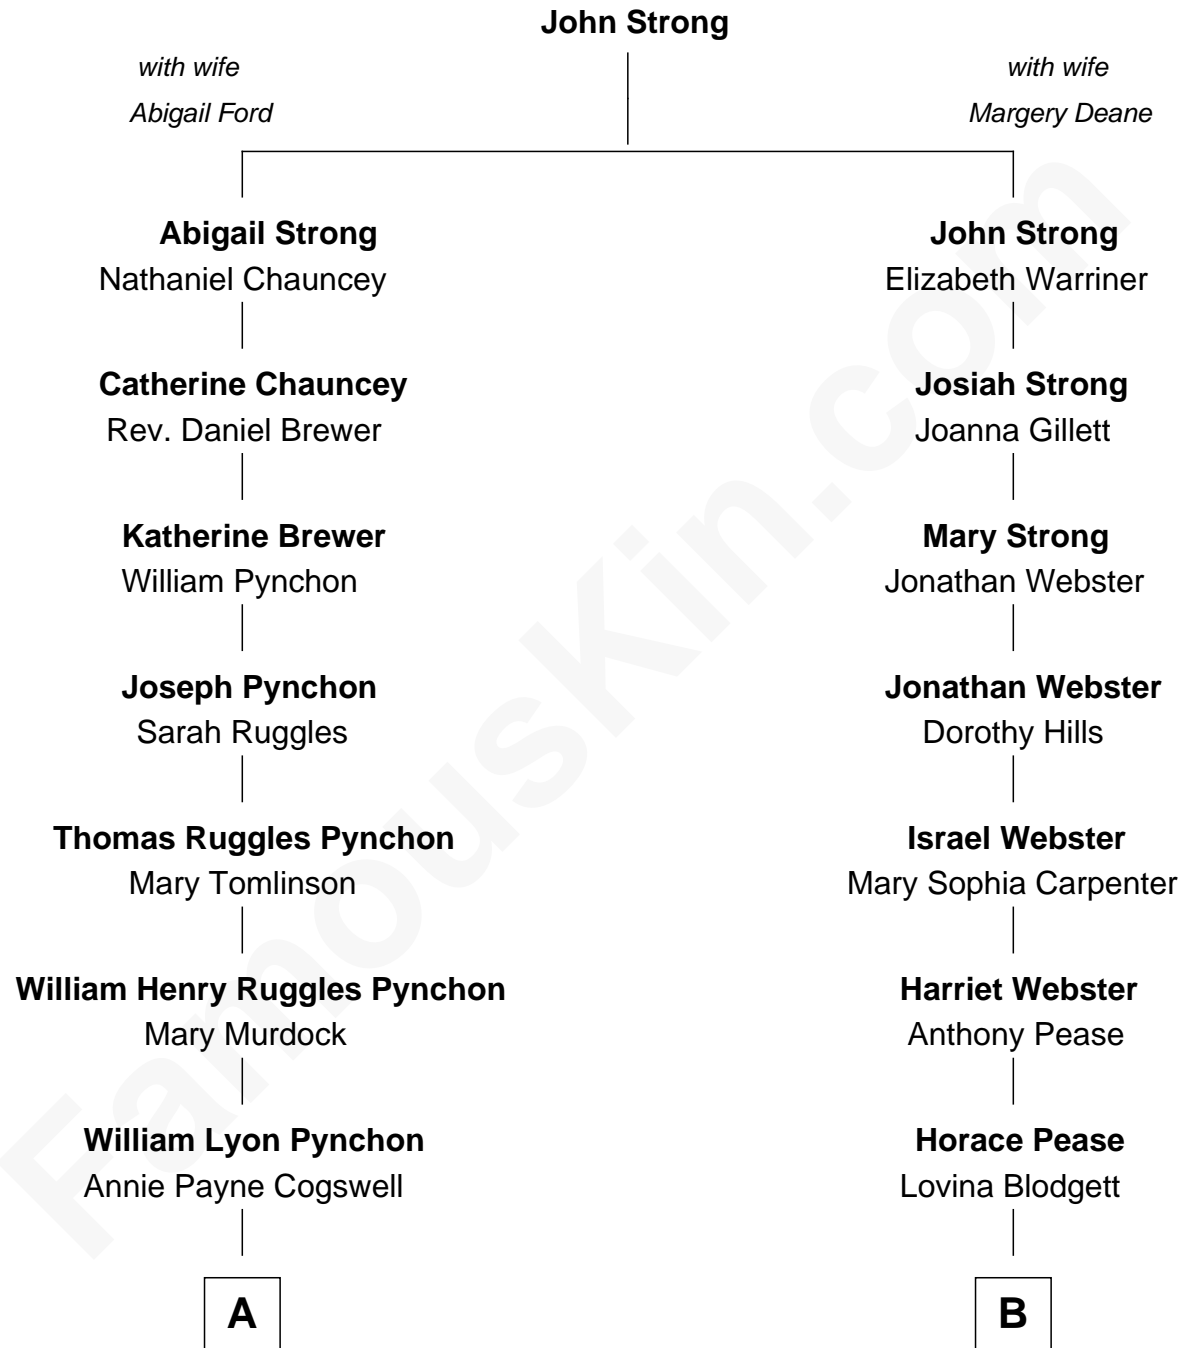 John Strong
with wife
Abigail Ford
with wife
Margery Deane
Abigail Strong
Nathaniel Chauncey
John Strong
Elizabeth Warriner
Catherine Chauncey
Rev. Daniel Brewer
Josiah Strong
Joanna Gillett
Katherine Brewer
William Pynchon
Mary Strong
Jonathan Webster
Joseph Pynchon
Sarah Ruggles
Jonathan Webster
Dorothy Hills
Thomas Ruggles Pynchon
Mary Tomlinson
Israel Webster
Mary Sophia Carpenter
William Henry Ruggles Pynchon
Mary Murdock
Harriet Webster
Anthony Pease
William Lyon Pynchon
Annie Payne Cogswell
Horace Pease
Lovina Blodgett
A
B
FamousKin.com